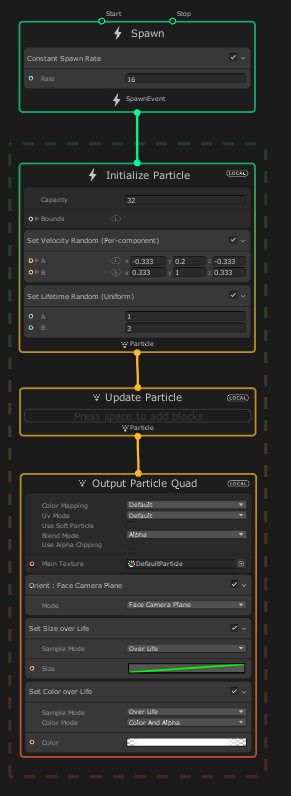 Start Stop
Spawn
Constant Spawn Rate
Rate 16
SpawnEvent
Initialize Particle LOCAL
Capacity 32
Bounds L
Set Velocity Random (Per-component)
A L x -0.333 y 0.2 z -0.333
B L x 0.333 y 1 z 0.333
Set Lifetime Random (Uniform)
A 1
B 3
Particle
Update Particle LOCAL
Press space to add blocks
Particle
Output Particle Quad LOCAL
Color Mapping Default
Uv Mode Default
Use Soft Particle
Blend Mode Alpha
Use Alpha Clipping
Main Texture DefaultParticle
Orient : Face Camera Plane
Mode Face Camera Plane
Set Size over Life
Sample Mode Over Life
Size
Set Color over Life
Sample Mode Over Life
Color Mode Color And Alpha
Color